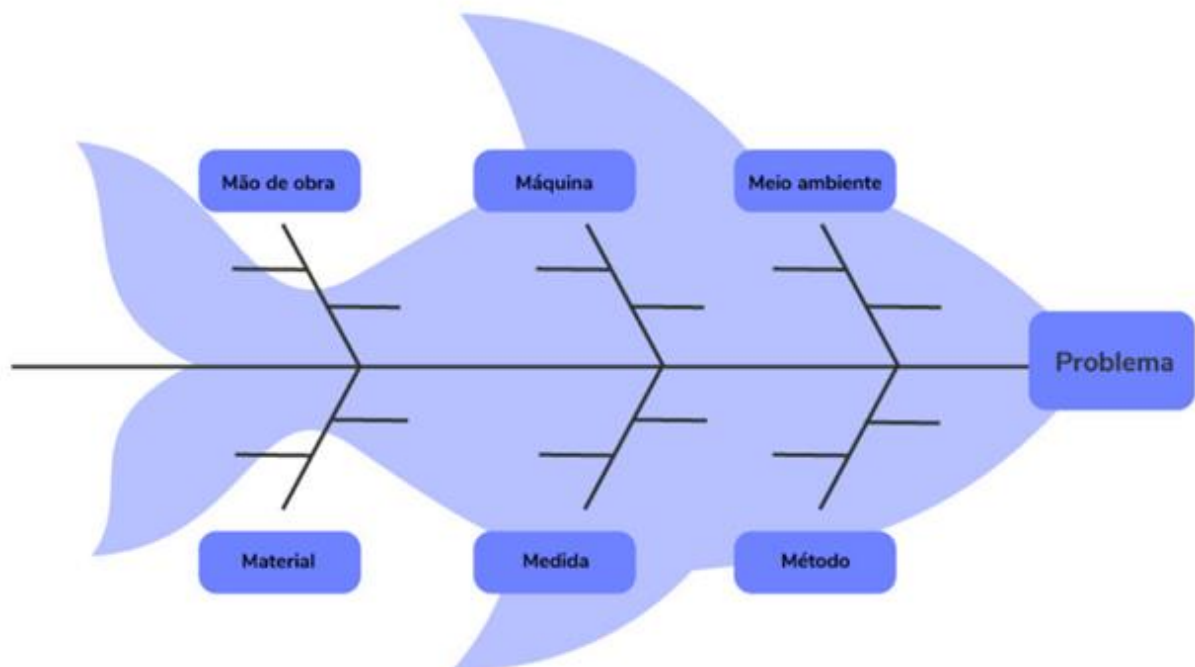 Mão de obra
Máquina
Meio ambiente
Problema
Material
Medida
Método